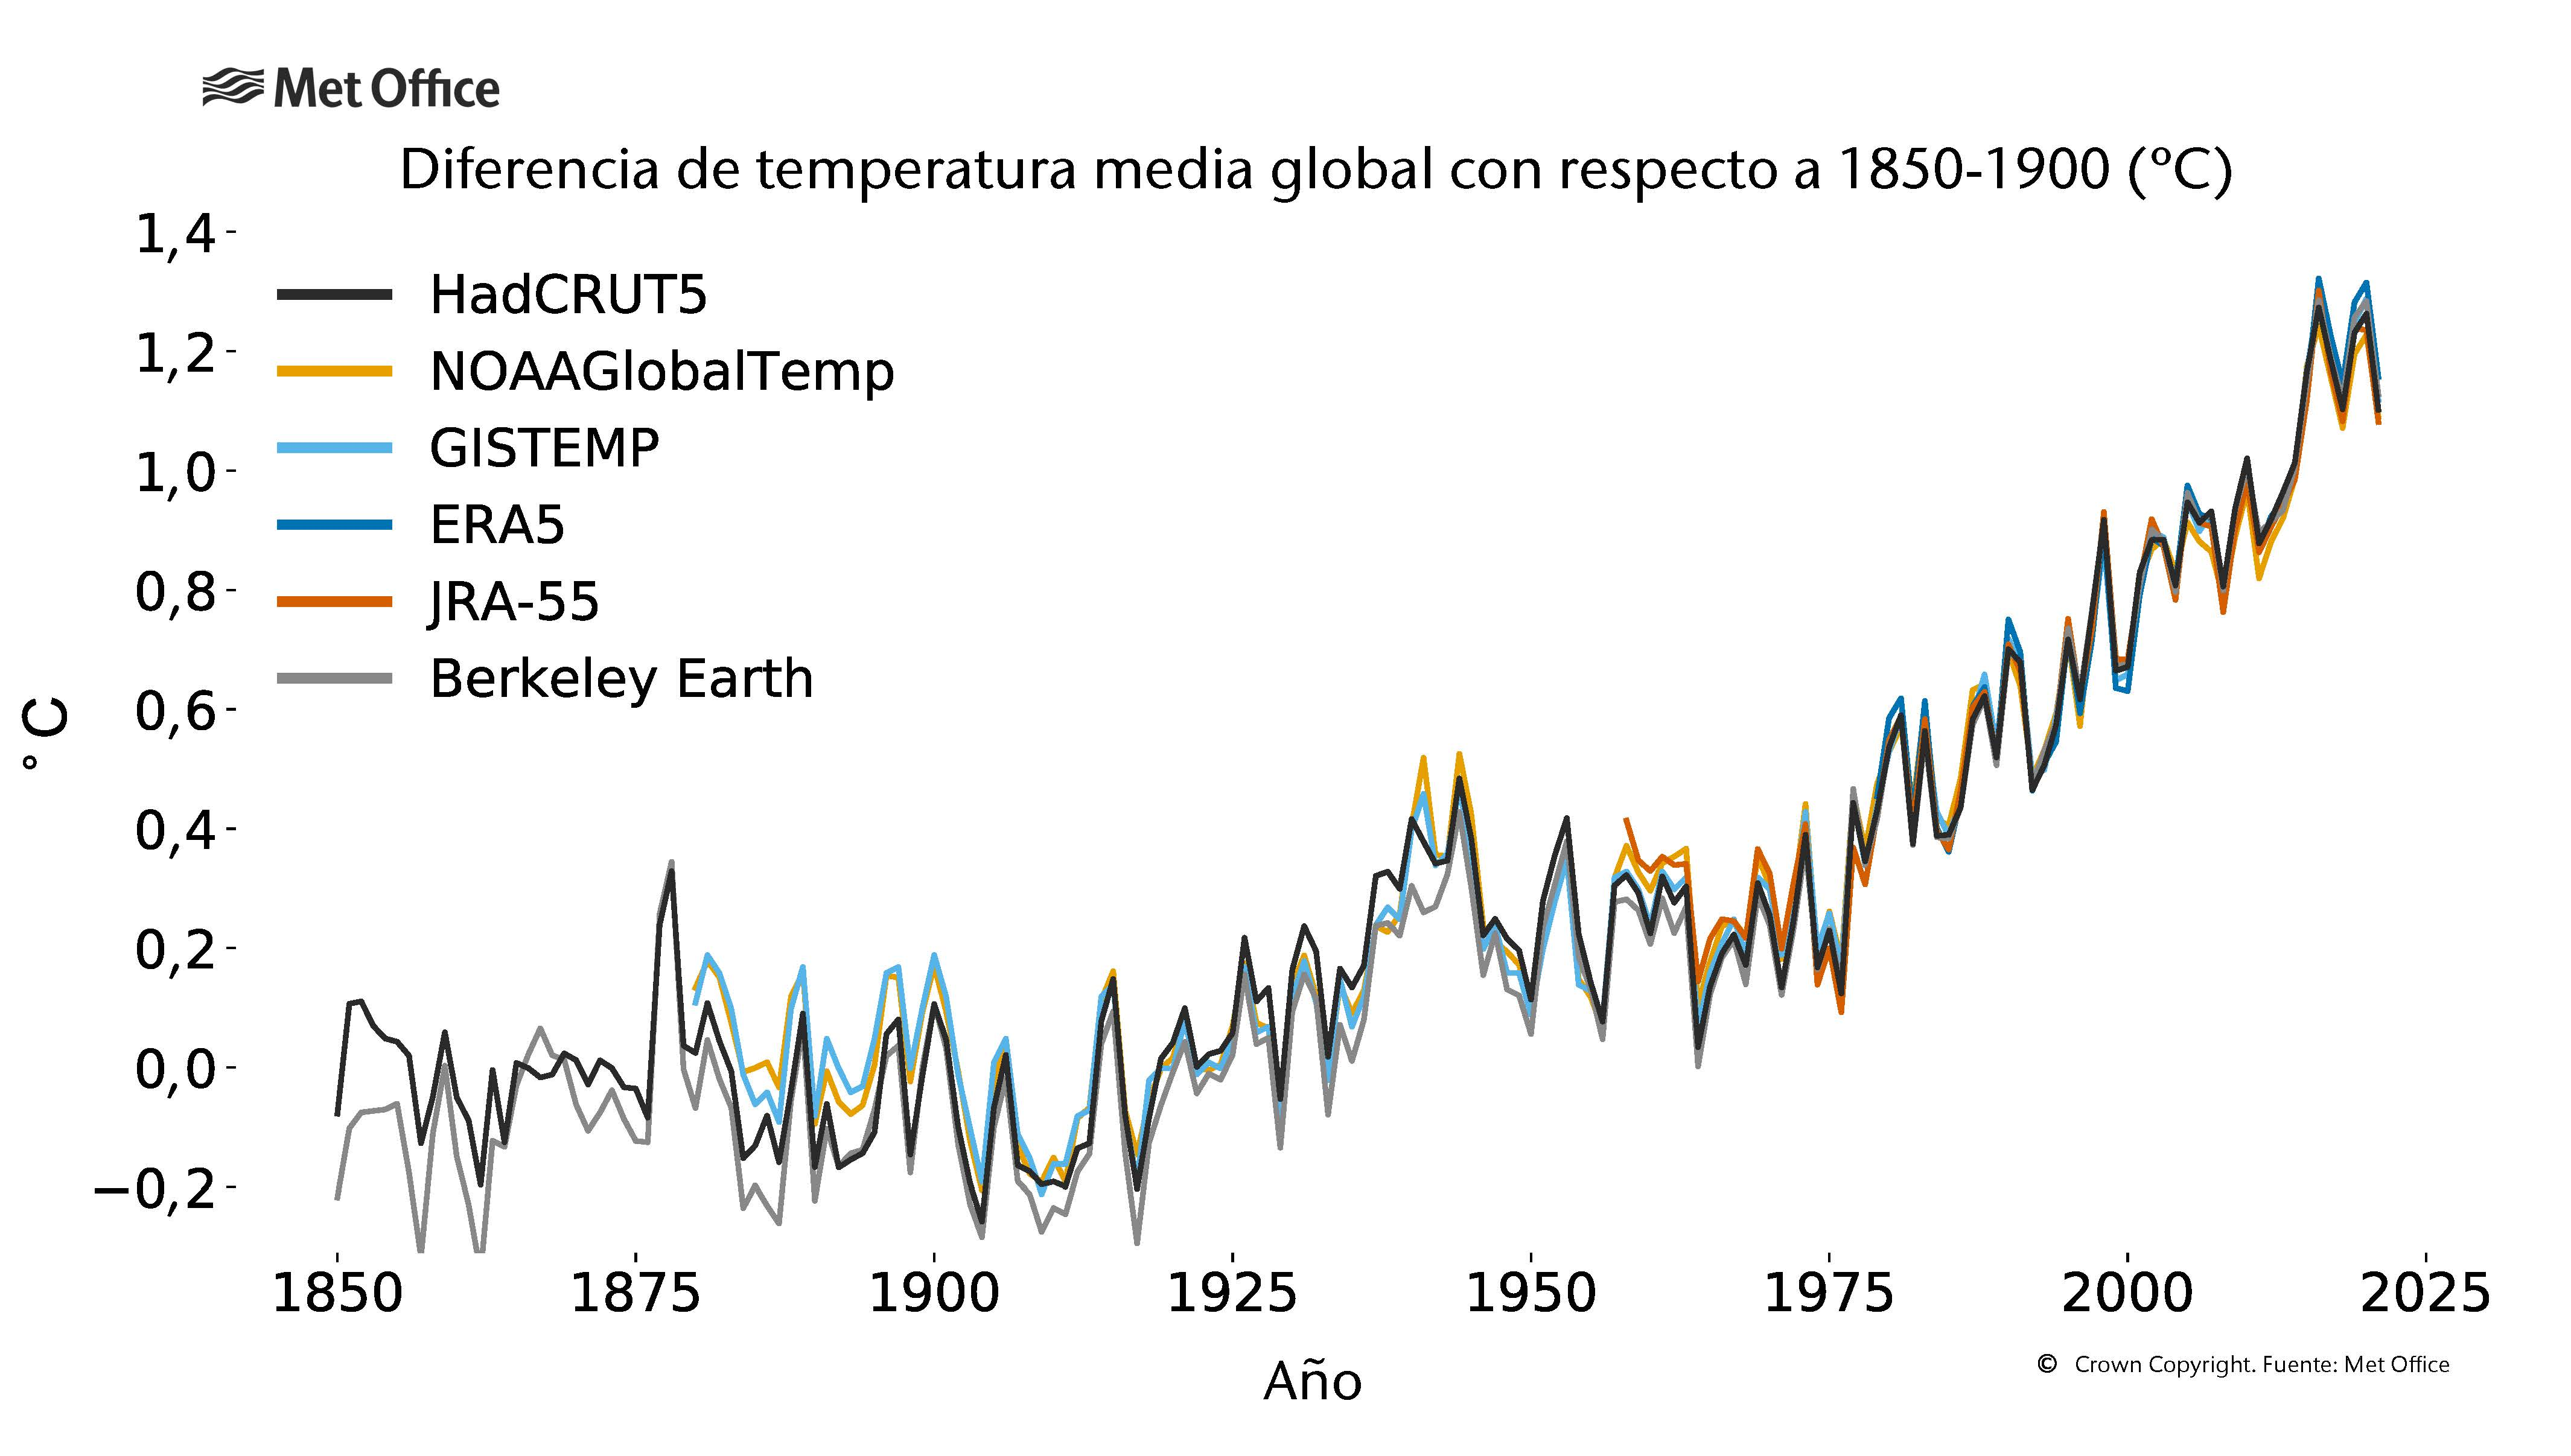 Met Office
Diferencia de temperatura media global con respecto a 1850-1900 (°C)
1,4
1,2
1,0
0,8
0,6
0,4
0,2
0,0
−0,2
°C
HadCRUT5
NOAAGlobalTemp
GISTEMP
ERA5
JRA-55
Berkeley Earth
1850 1875 1900 1925 1950 1975 2000 2025
Año
© Crown Copyright. Fuente: Met Office